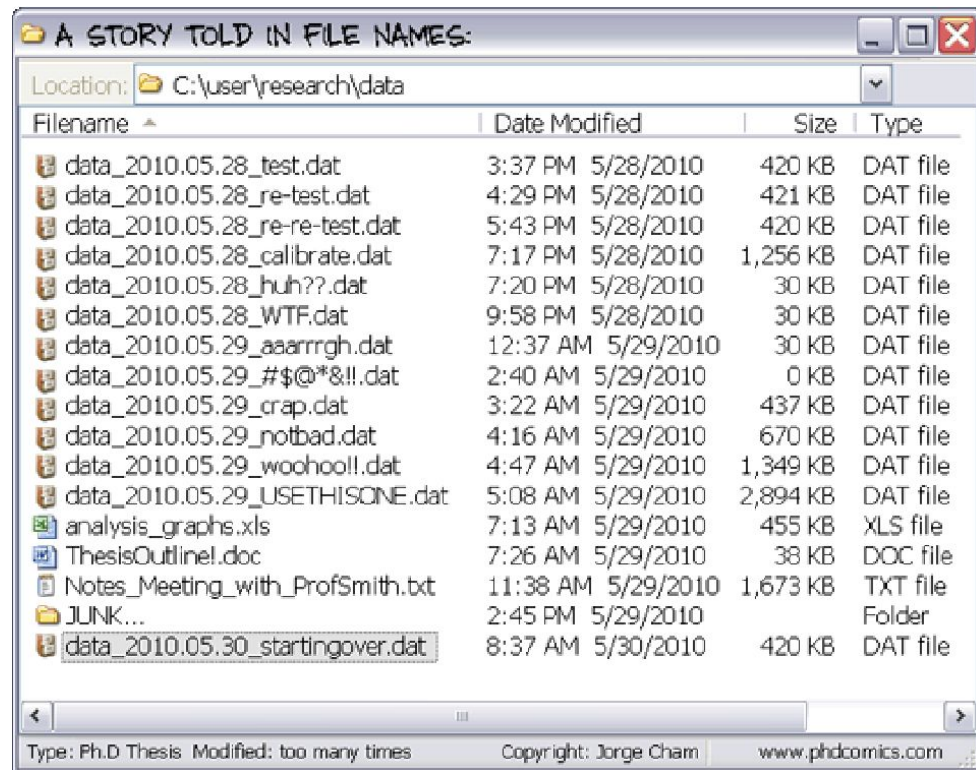 A STORY TOLD IN FILE NAMES:
Location: C:\user\research\data
Filename Date Modified Size Type
data_2010.05.28_test.dat 3:37 PM 5/28/2010 420 KB DAT file
data_2010.05.28_re-test.dat 4:29 PM 5/28/2010 421 KB DAT file
data_2010.05.28_re-re-test.dat 5:43 PM 5/28/2010 420 KB DAT file
data_2010.05.28_calibrate.dat 7:17 PM 5/28/2010 1,256 KB DAT file
data_2010.05.28_huh??.dat 7:20 PM 5/28/2010 30 KB DAT file
data_2010.05.28_WTF.dat 9:58 PM 5/28/2010 30 KB DAT file
data_2010.05.29_aaarrrgh.dat 12:37 AM 5/29/2010 30 KB DAT file
data_2010.05.29_#$@*&!!.dat 2:40 AM 5/29/2010 0 KB DAT file
data_2010.05.29_crap.dat 3:22 AM 5/29/2010 437 KB DAT file
data_2010.05.29_notbad.dat 4:16 AM 5/29/2010 670 KB DAT file
data_2010.05.29_woohoo!!.dat 4:47 AM 5/29/2010 1,349 KB DAT file
data_2010.05.29_USETHISONE.dat 5:08 AM 5/29/2010 2,894 KB DAT file
analysis_graphs.xls 7:13 AM 5/29/2010 455 KB XLS file
ThesisOutline!.doc 7:26 AM 5/29/2010 38 KB DOC file
Notes_Meeting_with_ProfSmith.txt 11:38 AM 5/29/2010 1,673 KB TXT file
JUNK... 2:45 PM 5/29/2010 Folder
data_2010.05.30_startingover.dat 8:37 AM 5/30/2010 420 KB DAT file
Type: Ph.D Thesis Modified: too many times Copyright: Jorge Cham www.phdcomics.com